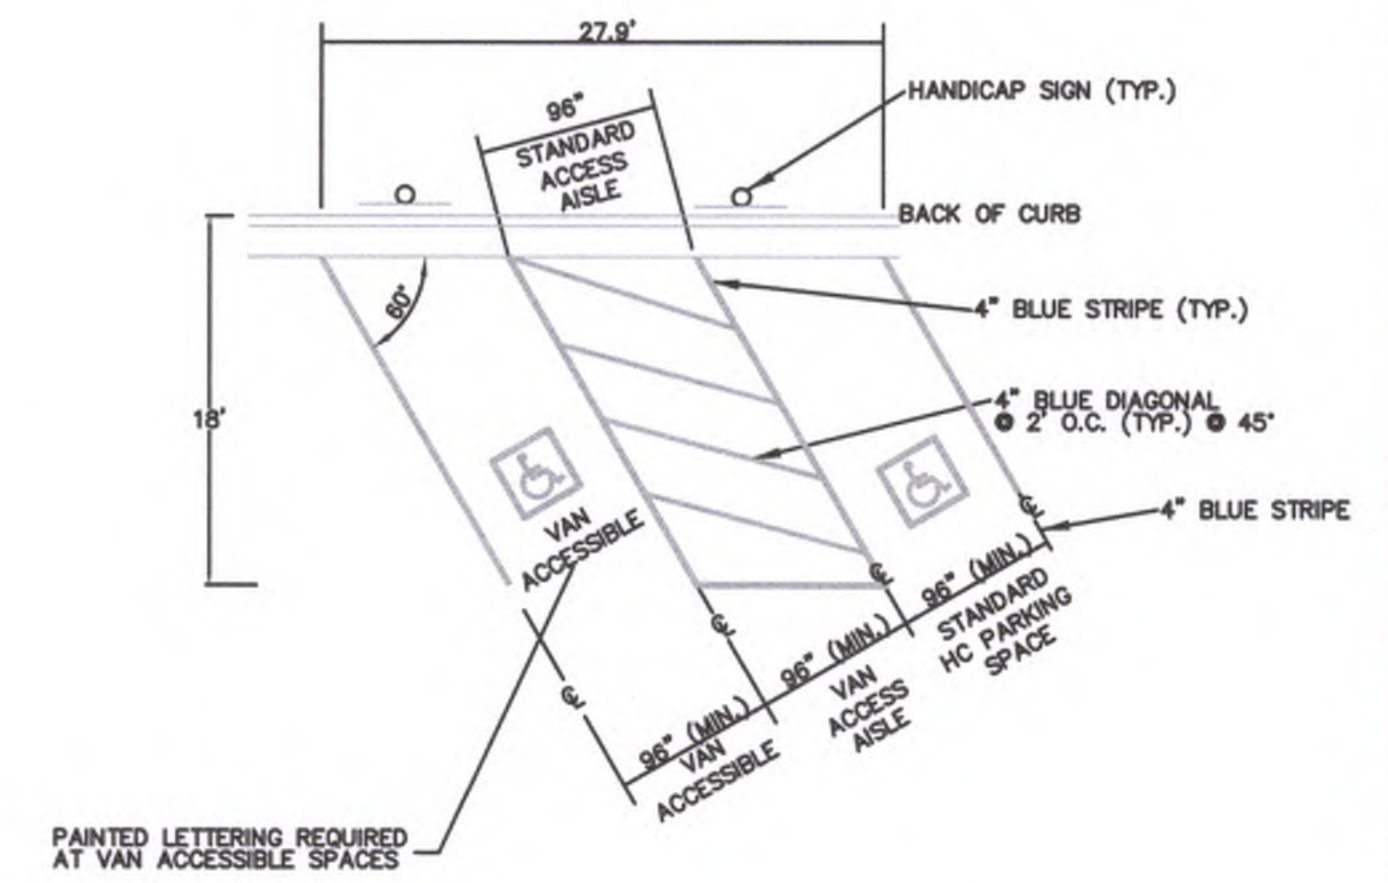 27.9'
96"
STANDARD
ACCESS
AISLE
HANDICAP SIGN (TYP.)
BACK OF CURB
60°
4" BLUE STRIPE (TYP.)
18'
4" BLUE DIAGONAL
@ 2' O.C. (TYP.) @ 45°
VAN
ACCESSIBLE
℄
4" BLUE STRIPE
℄
96" (MIN.)
STANDARD
HC PARKING
SPACE
℄
96" (MIN.)
VAN
ACCESS
AISLE
℄
96" (MIN.)
VAN
ACCESSIBLE
PAINTED LETTERING REQUIRED
AT VAN ACCESSIBLE SPACES